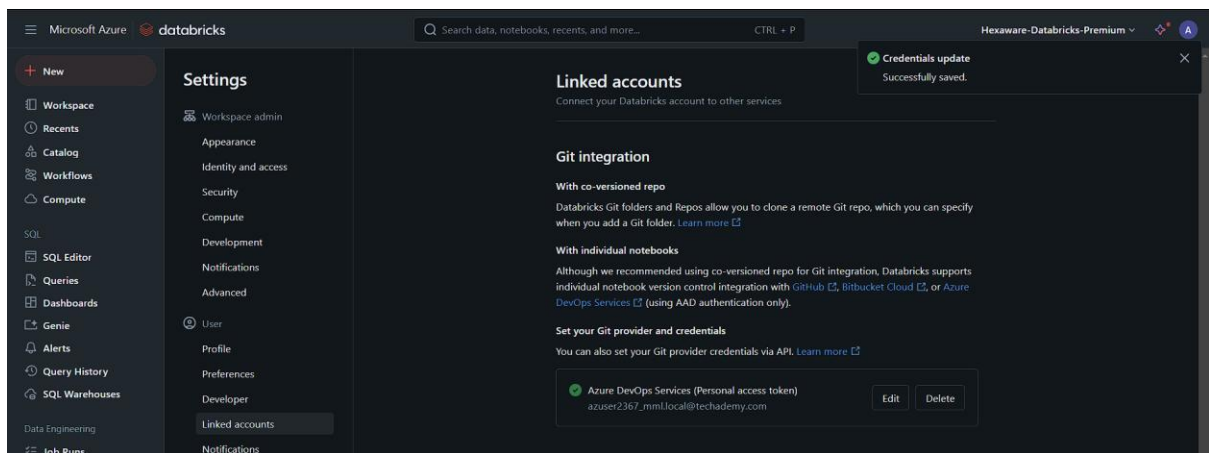 Microsoft Azure databricks
Search data, notebooks, recents, and more... CTRL + P
Hexaware-Databricks-Premium
A
Credentials update
Successfully saved.
New
Workspace
Recents
Catalog
Workflows
Compute
SQL
SQL Editor
Queries
Dashboards
Genie
Alerts
Query History
SQL Warehouses
Data Engineering
Job Runs
Settings
Workspace admin
Appearance
Identity and access
Security
Compute
Development
Notifications
Advanced
User
Profile
Preferences
Developer
Linked accounts
Notifications
Linked accounts
Connect your Databricks account to other services
Git integration
With co-versioned repo
Databricks Git folders and Repos allow you to clone a remote Git repo, which you can specify
when you add a Git folder. Learn more
With individual notebooks
Although we recommended using co-versioned repo for Git integration, Databricks supports
individual notebook version control integration with GitHub, Bitbucket Cloud, or Azure
DevOps Services (using AAD authentication only).
Set your Git provider and credentials
You can also set your Git provider credentials via API. Learn more
Azure DevOps Services (Personal access token)
azuser2367_mml.local@techademy.com
Edit Delete